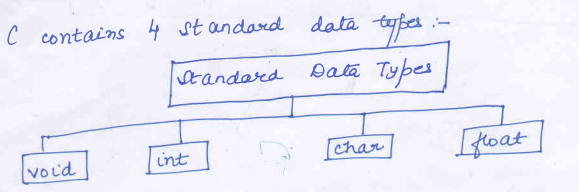 C contains 4 standard data types :-
Standard Data Types
void int char float